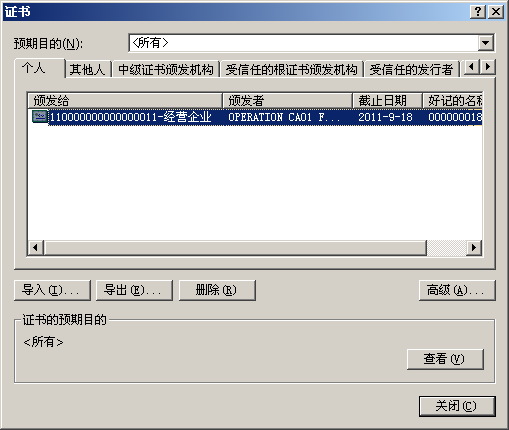 证书
预期目的(N):
<所有>
个人 其他人 中级证书颁发机构 受信任的根证书颁发机构 受信任的发行者
颁发给 颁发者 截止日期 好记的名称
110000000000000011-经营企业 OPERATION CA01 F... 2011-9-18 000000018
导入(I)... 导出(E)... 删除(R) 高级(A)...
证书的预期目的
<所有>
查看(V)
关闭(C)